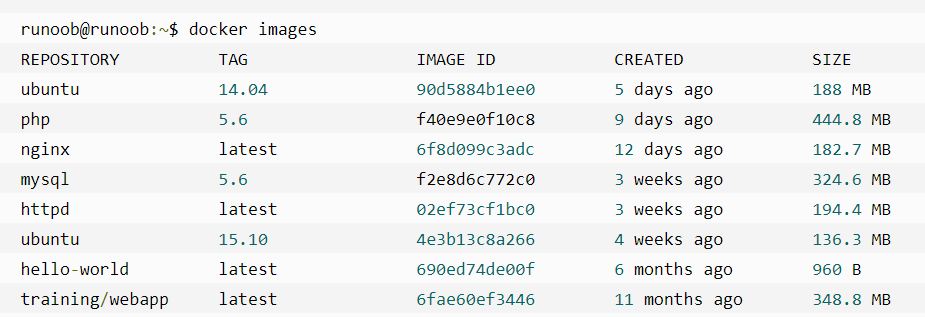 runoob@runoob:~$ docker images
REPOSITORY TAG IMAGE ID CREATED SIZE
ubuntu 14.04 90d5884b1ee0 5 days ago 188 MB
php 5.6 f40e9e0f10c8 9 days ago 444.8 MB
nginx latest 6f8d099c3adc 12 days ago 182.7 MB
mysql 5.6 f2e8d6c772c0 3 weeks ago 324.6 MB
httpd latest 02ef73cf1bc0 3 weeks ago 194.4 MB
ubuntu 15.10 4e3b13c8a266 4 weeks ago 136.3 MB
hello-world latest 690ed74de00f 6 months ago 960 B
training/webapp latest 6fae60ef3446 11 months ago 348.8 MB